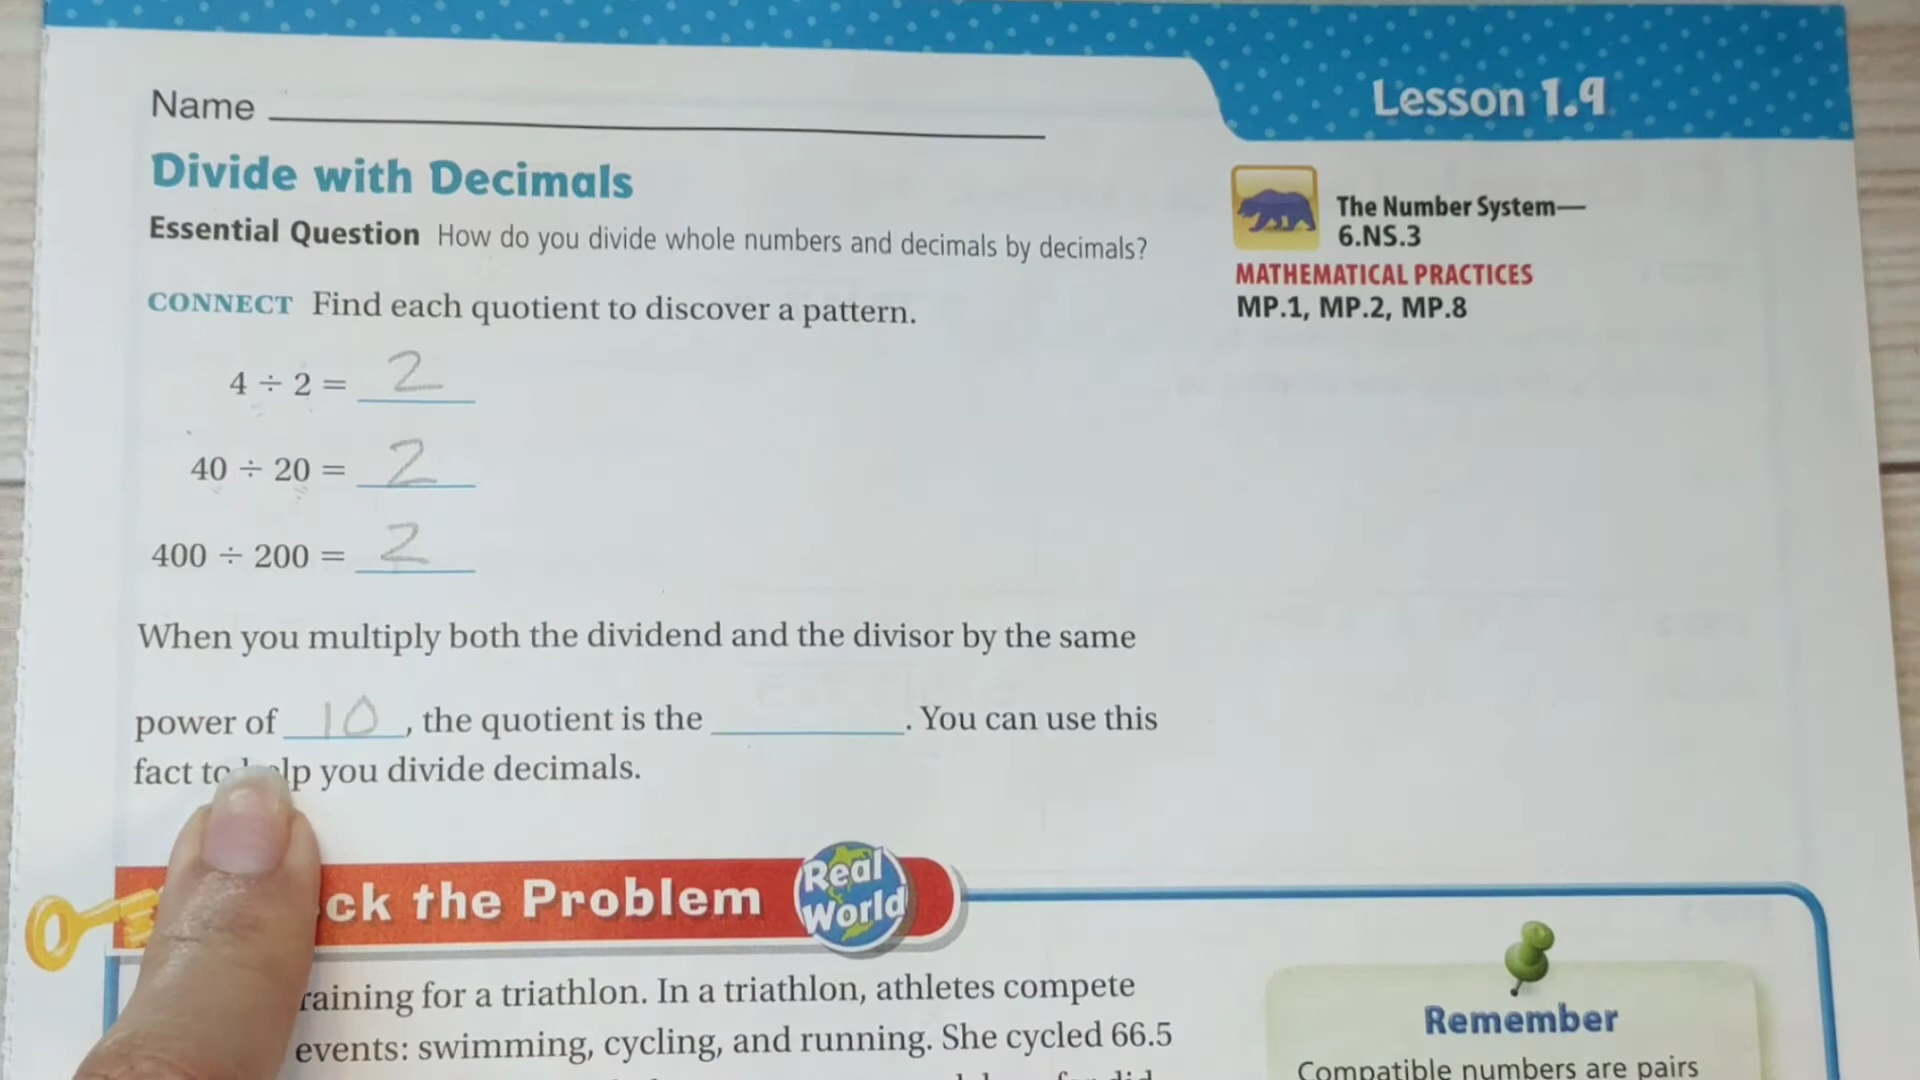 Lesson 1.9
Name
Divide with Decimals
Essential Question How do you divide whole numbers and decimals by decimals?
The Number System—
6.NS.3
MATHEMATICAL PRACTICES
MP.1, MP.2, MP.8
CONNECT Find each quotient to discover a pattern.
4 ÷ 2 = 2
40 ÷ 20 = 2
400 ÷ 200 = 2
When you multiply both the dividend and the divisor by the same
power of 10, the quotient is the ________. You can use this
fact to help you divide decimals.
ck the Problem
Real
World
raining for a triathlon. In a triathlon, athletes compete
events: swimming, cycling, and running. She cycled 66.5
Remember
Compatible numbers are pairs